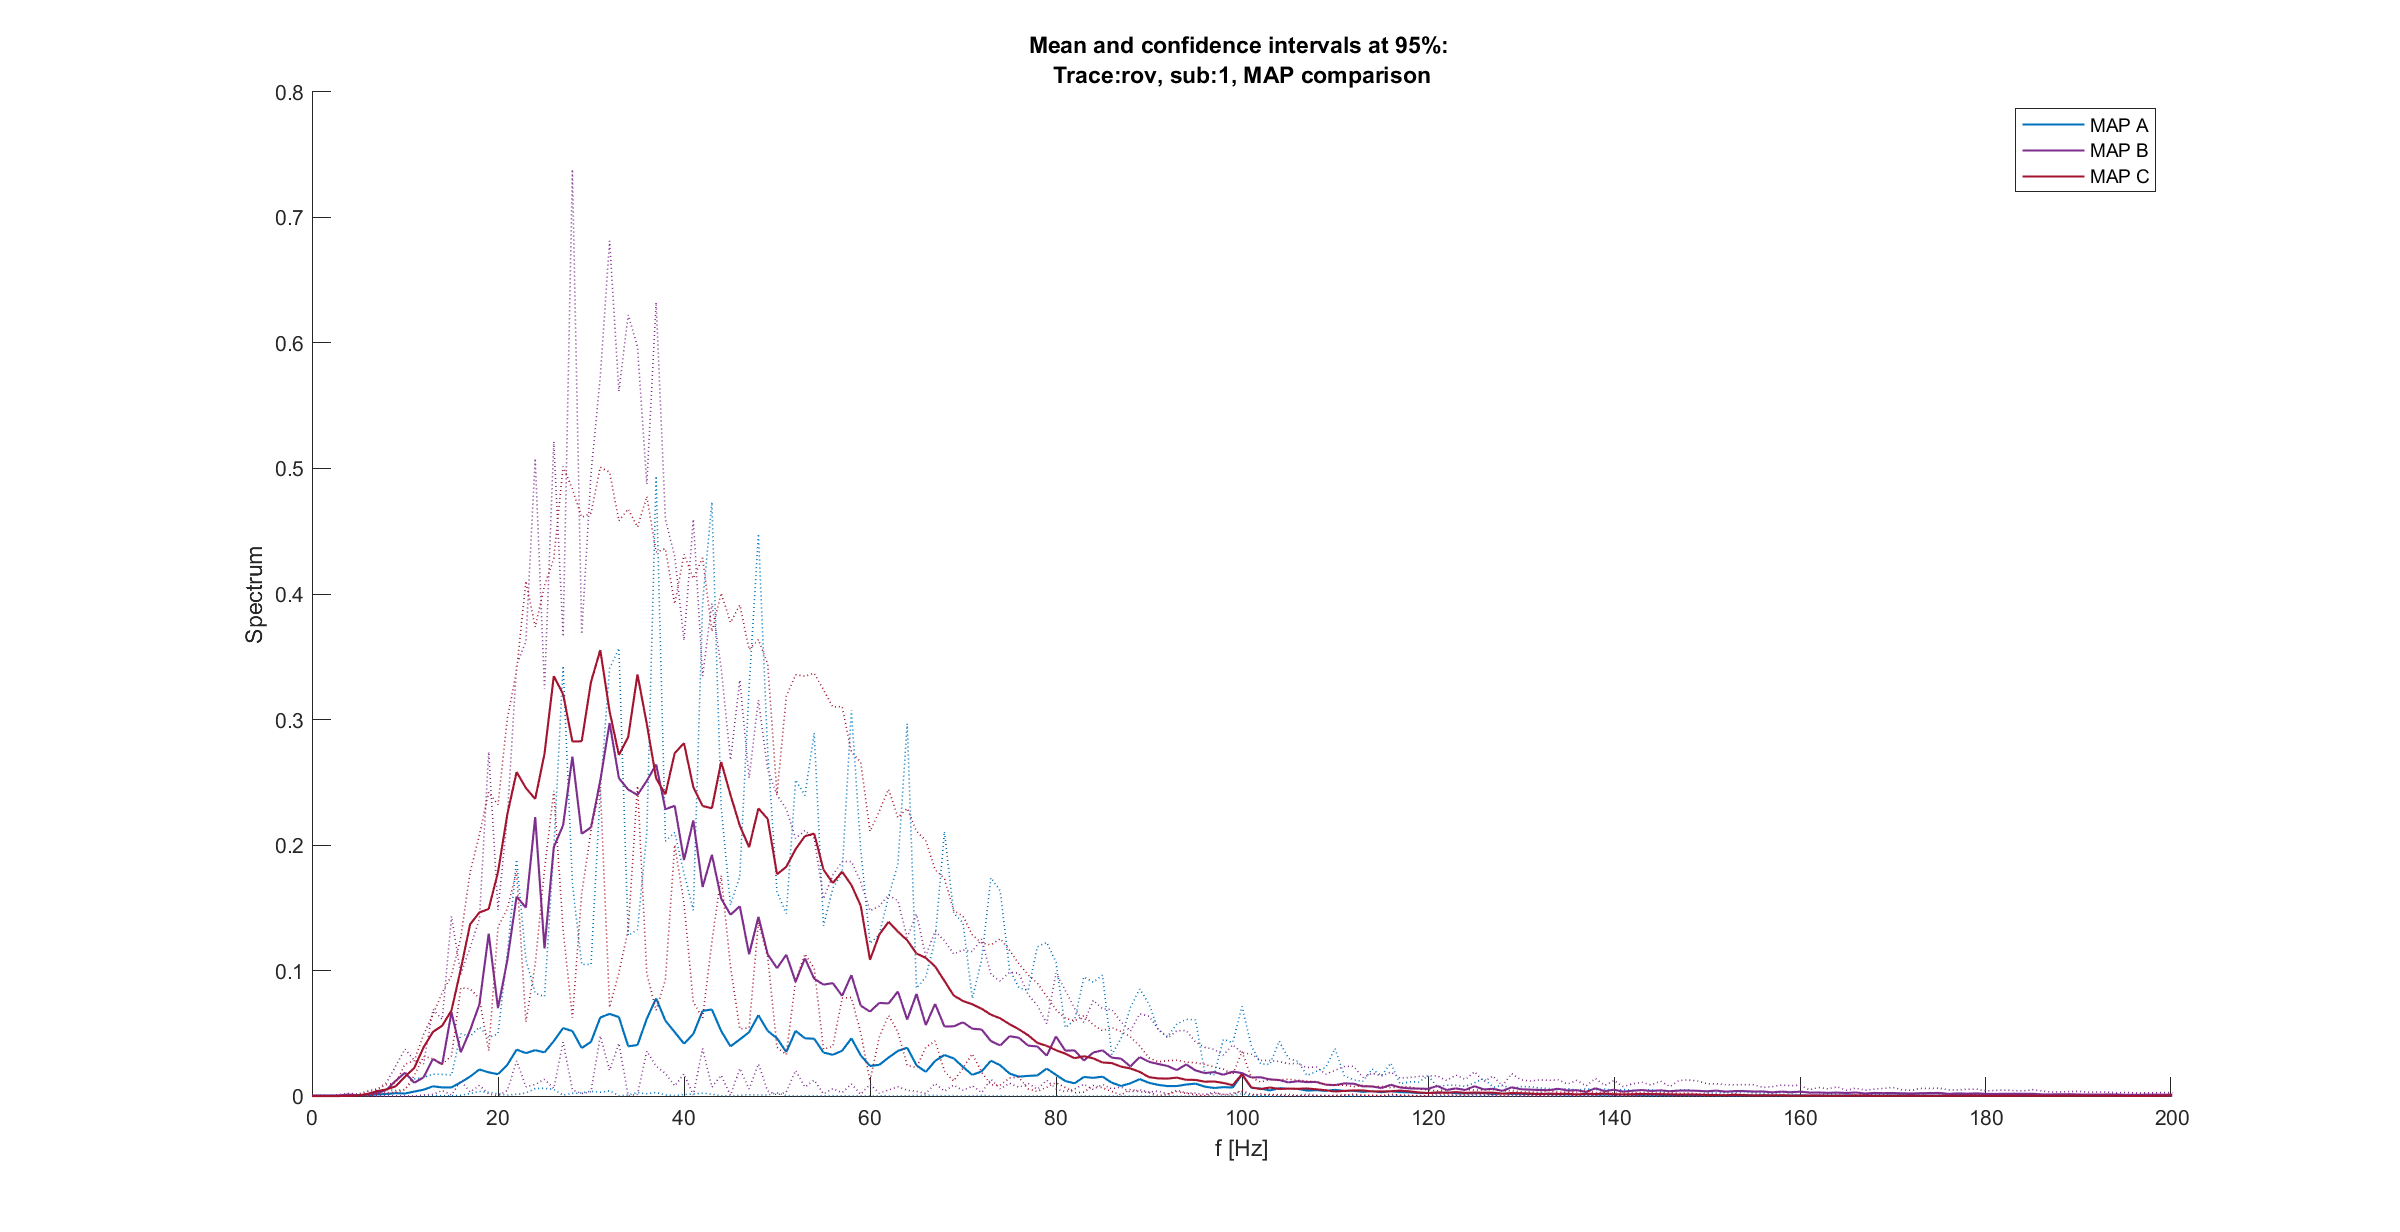 Mean and confidence intervals at 95%:
Trace:rov, sub:1, MAP comparison
MAP A
MAP B
MAP C
0.8
0.7
0.6
0.5
0.4
0.3
0.2
0.1
0
Spectrum
0 20 40 60 80 100 120 140 160 180 200
f [Hz]